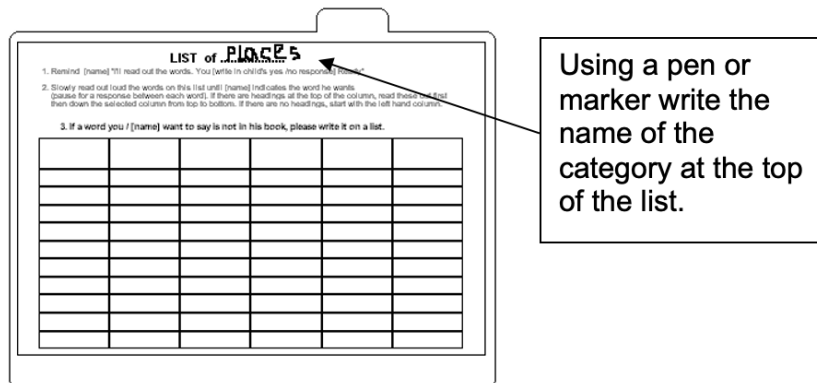 LIST of ..Places..
1. Remind [name] "I'll read out the words. You [write in child's yes /no response] Ready"
2. Slowly read out loud the words on this list until [name] indicates the word he wants
(pause for a response between each word). If there are headings at the top of the column, read these out first
then down the selected column from top to bottom. If there are no headings, start with the left hand column.
3. If a word you / [name] want to say is not in his book, please write it on a list.
Using a pen or
marker write the
name of the
category at the top
of the list.